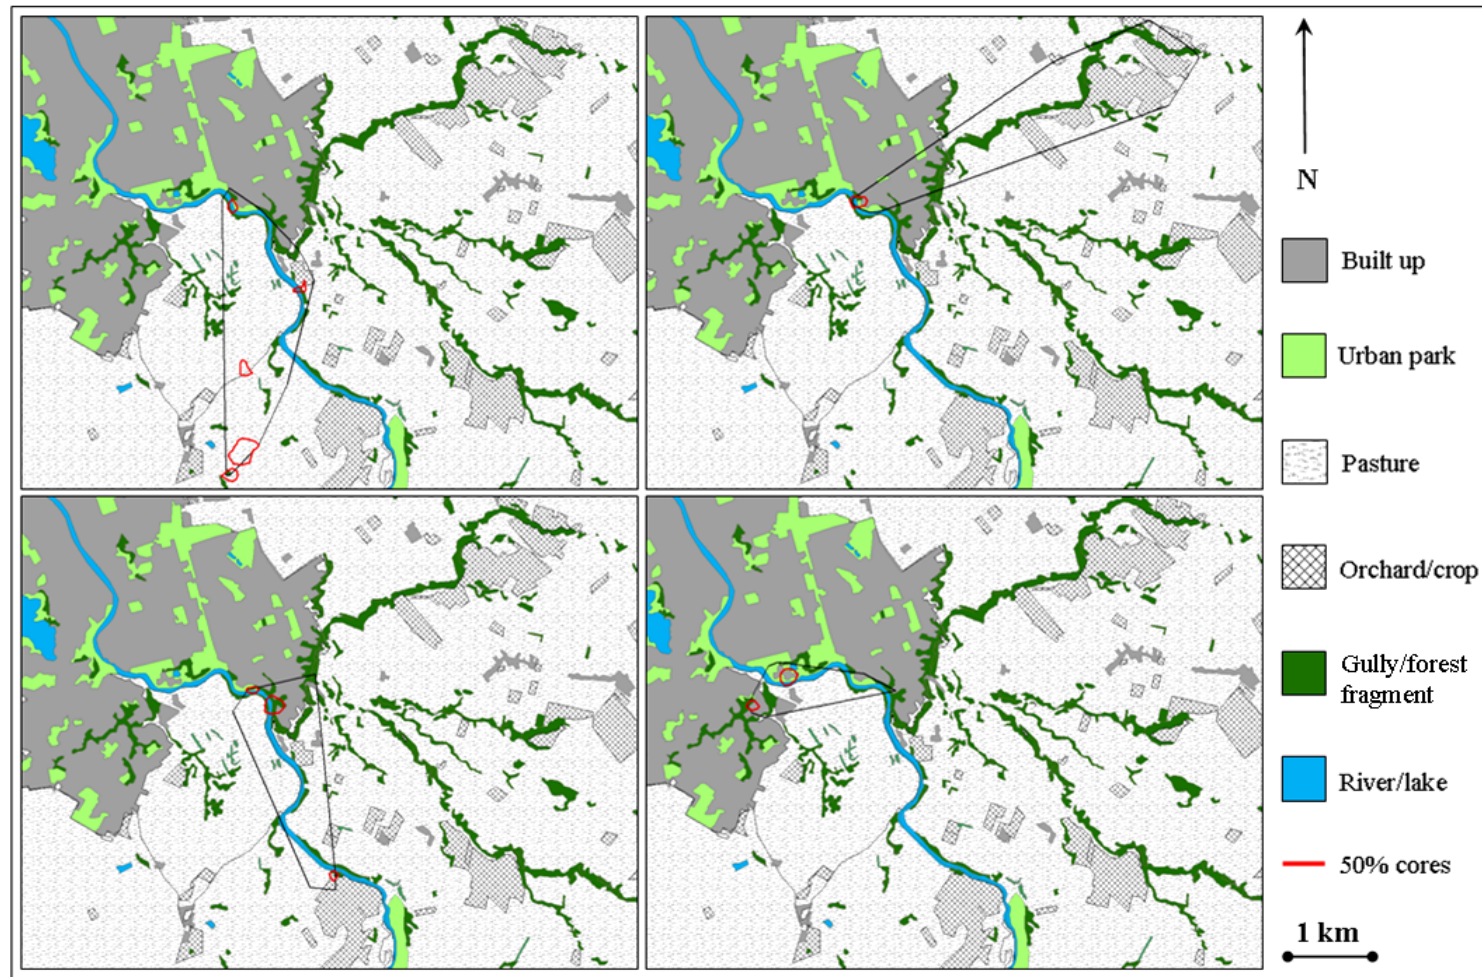 N
Built up
Urban park
Pasture
Orchard/crop
Gully/forest
fragment
River/lake
50% cores
1 km